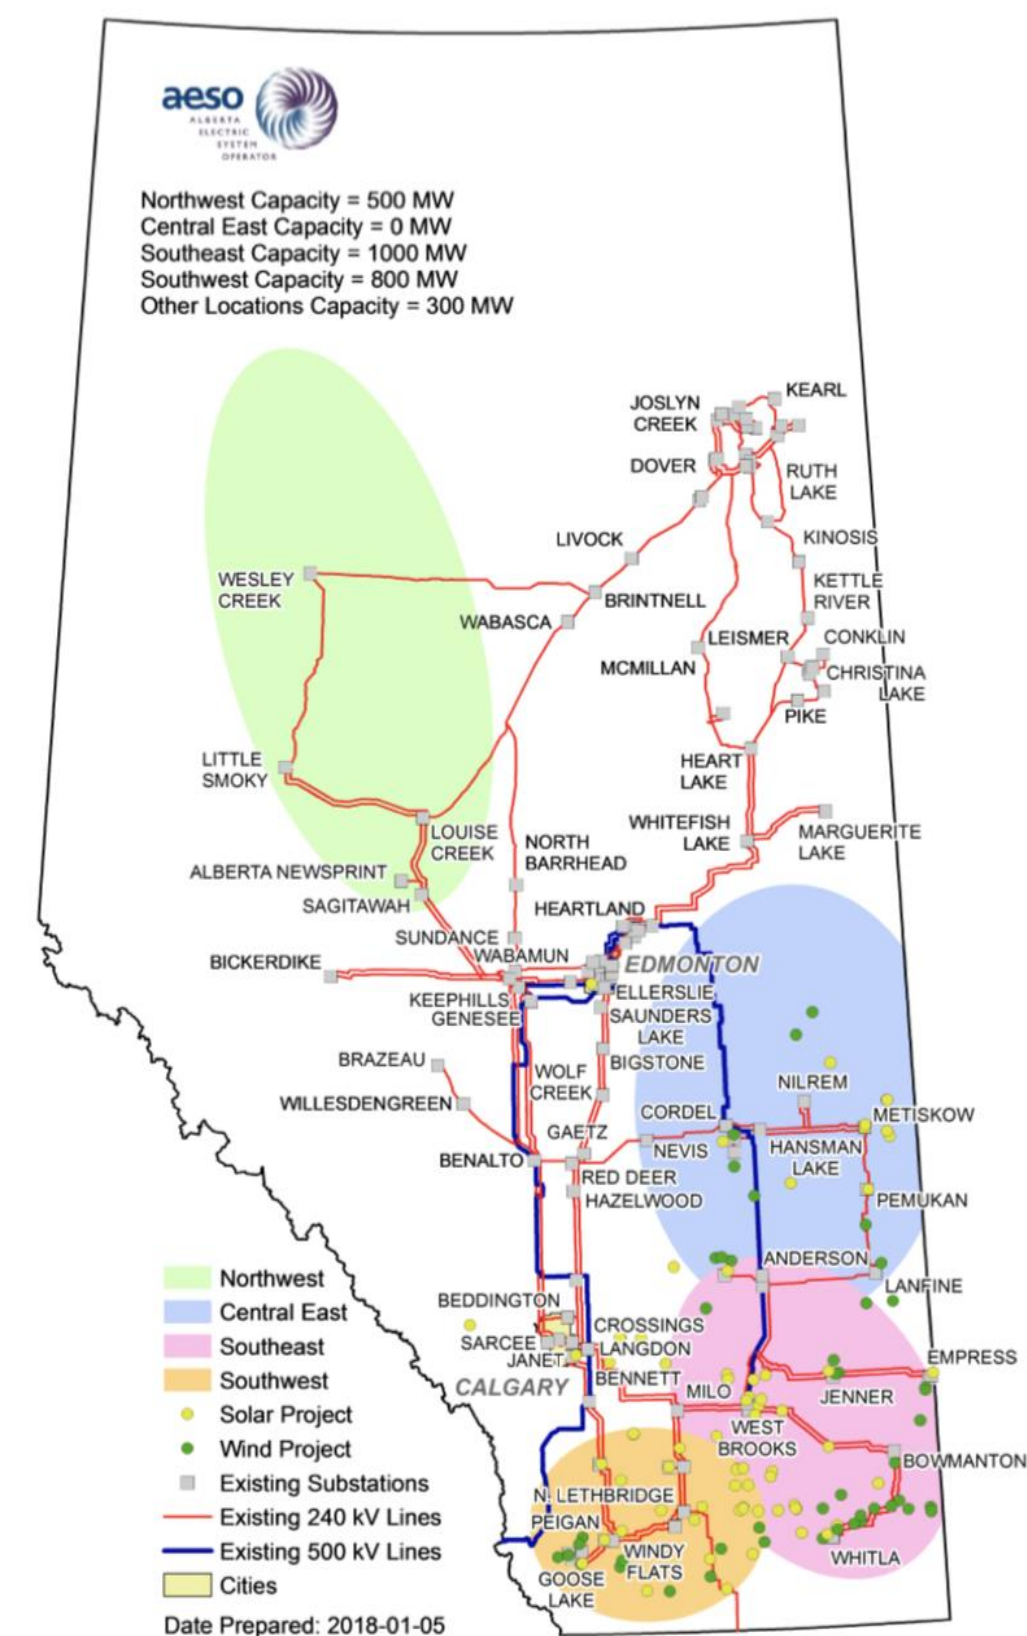 aeso
ALBERTA
ELECTRIC
SYSTEM
OPERATOR
Northwest Capacity = 500 MW
Central East Capacity = 0 MW
Southeast Capacity = 1000 MW
Southwest Capacity = 800 MW
Other Locations Capacity = 300 MW
KEARL
JOSLYN
CREEK
DOVER
RUTH
LAKE
LIVOCK
KINOSIS
WESLEY
CREEK
KETTLE
RIVER
BRINTNELL
WABASCA
LEISMER
CONKLIN
MCMILLAN
CHRISTINA
LAKE
PIKE
LITTLE
SMOKY
HEART
LAKE
WHITEFISH
LAKE
MARGUERITE
LAKE
LOUISE
CREEK
NORTH
BARRHEAD
ALBERTA NEWSPRINT
SAGITAWAH
HEARTLAND
SUNDANCE
WABAMUN
BICKERDIKE
EDMONTON
KEEPHILLS
GENESEE
ELLERSLIE
SAUNDERS
LAKE
BRAZEAU
WOLF
CREEK
BIGSTONE
NILREM
WILLESDENGREEN
CORDEL
METISKOW
GAETZ
NEVIS
HANSMAN
LAKE
BENALTO
RED DEER
HAZELWOOD
PEMUKAN
ANDERSON
LANFINE
Northwest
Central East
Southeast
Southwest
Solar Project
Wind Project
Existing Substations
Existing 240 kV Lines
Existing 500 kV Lines
Cities
Date Prepared: 2018-01-05
BEDDINGTON
CROSSINGS
SARCEE
LANGDON
JANET
BENNETT
CALGARY
EMPRESS
MILO
JENNER
WEST
BROOKS
BOWMANTON
N. LETHBRIDGE
PEIGAN
WINDY
FLATS
WHITLA
GOOSE
LAKE